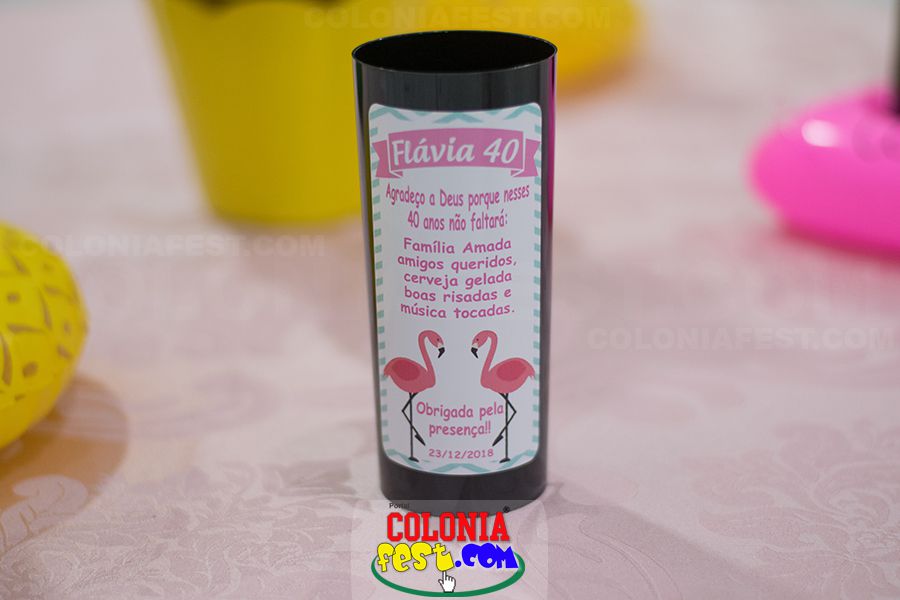 COLONIAFEST.COM
Flávia 40
Agradeço a Deus porque nesses
40 anos não faltará:
Família Amada
amigos queridos,
cerveja gelada
boas risadas e
música tocadas.
COLONIAFEST.COM
COLONIAFEST.COM
Obrigada pela
presença!!
23/12/2018
Portal
COLONIA®
fest.com